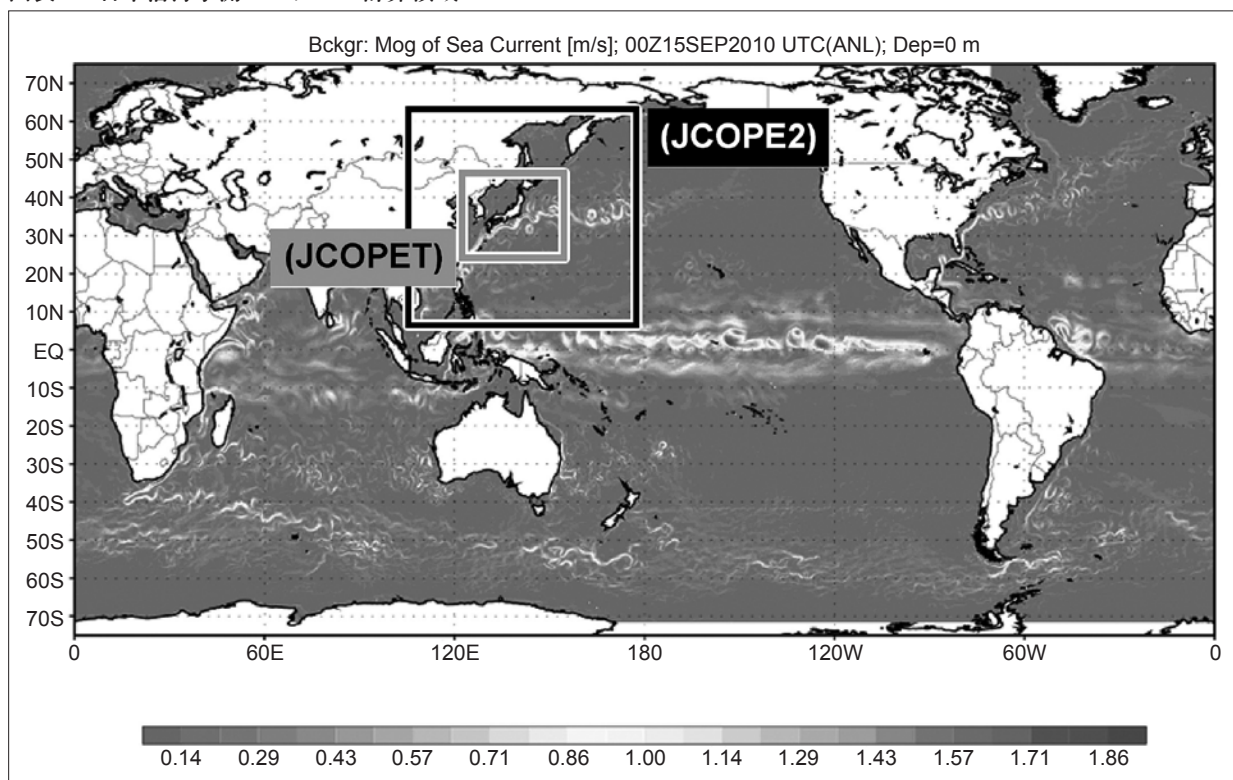 Bckgr: Mog of Sea Current [m/s]; 00Z15SEP2010 UTC(ANL); Dep=0 m
70N
60N
50N
40N
30N
20N
10N
EQ
10S
20S
30S
40S
50S
60S
70S
(JCOPE2)
(JCOPET)
0 60E 120E 180 120W 60W 0
0.14 0.29 0.43 0.57 0.71 0.86 1.00 1.14 1.29 1.43 1.57 1.71 1.86